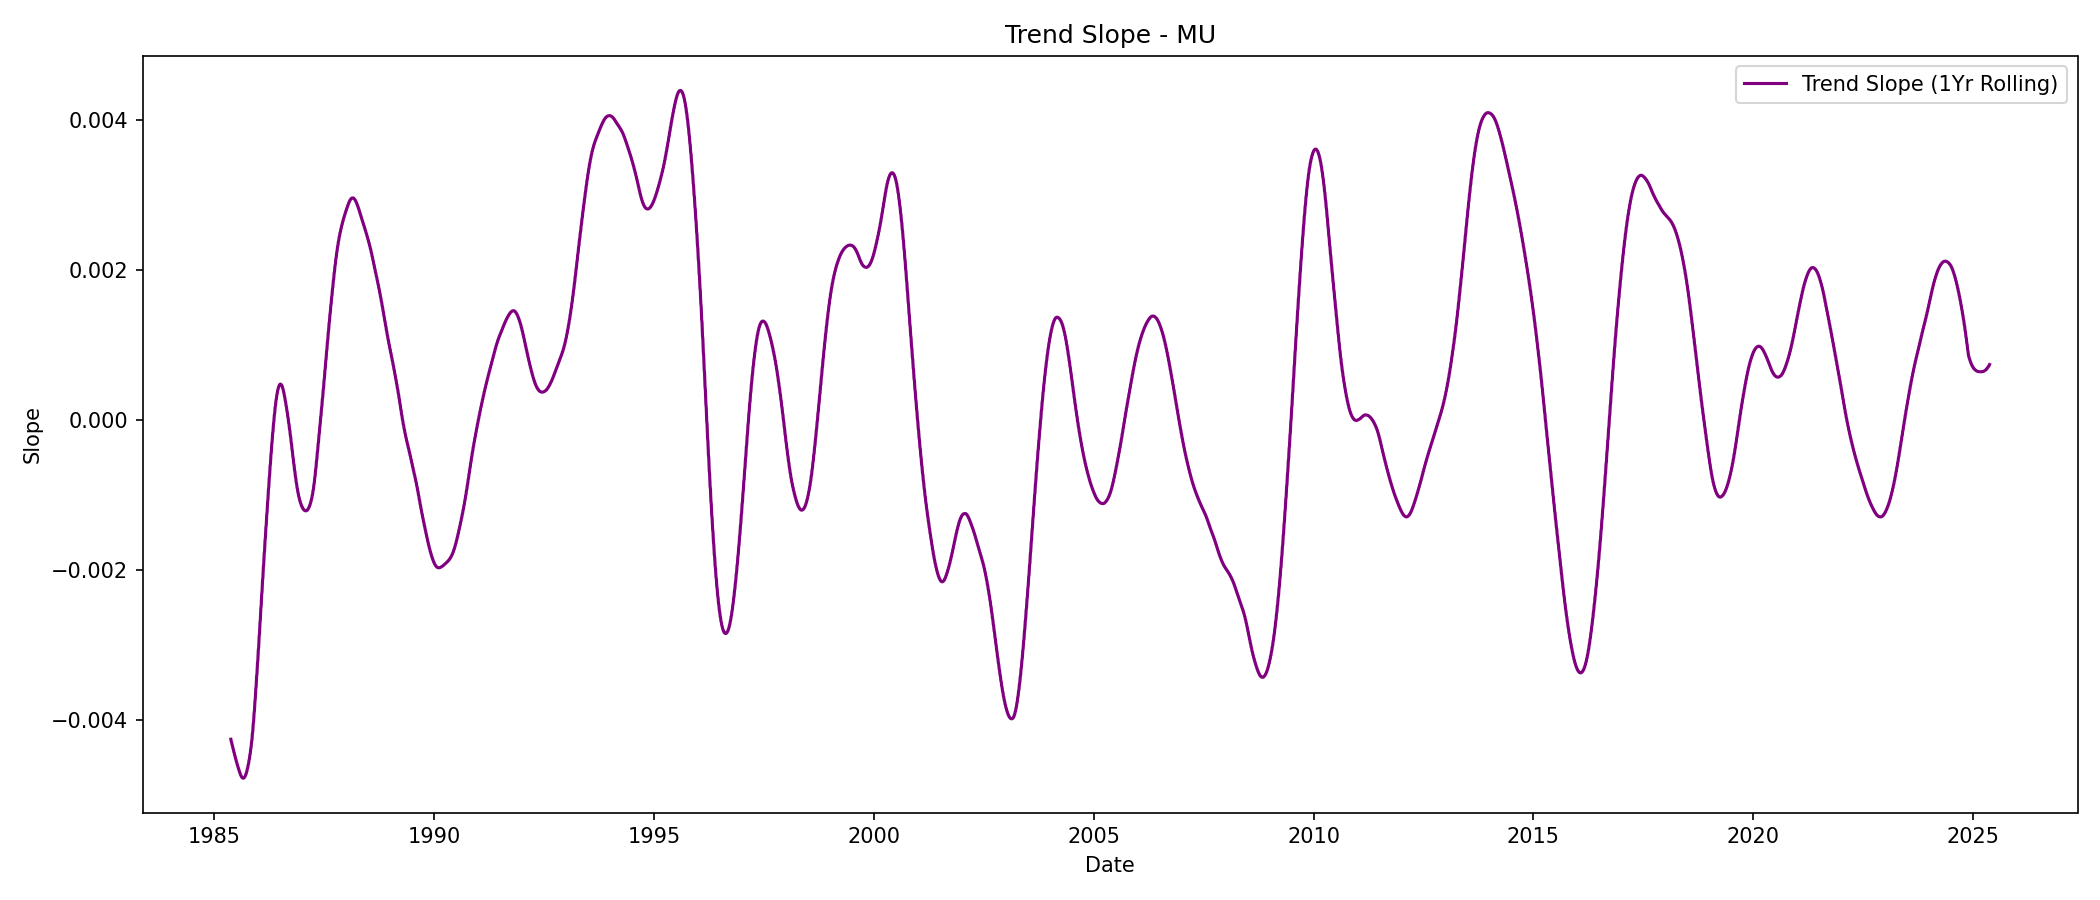 Trend Slope - MU
Trend Slope (1Yr Rolling)
Slope
0.004
0.002
0.000
−0.002
−0.004
1985 1990 1995 2000 2005 2010 2015 2020 2025
Date